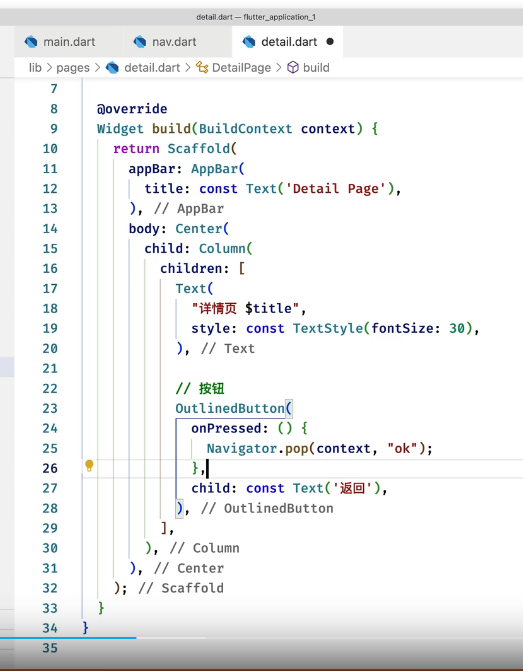 detail.dart — flutter_application_1
main.dart nav.dart detail.dart
lib > pages > detail.dart > DetailPage > build
7
8 @override
9 Widget build(BuildContext context) {
10 return Scaffold(
11 appBar: AppBar(
12 title: const Text('Detail Page'),
13 ), // AppBar
14 body: Center(
15 child: Column(
16 children: [
17 Text(
18 "详情页 $title",
19 style: const TextStyle(fontSize: 30),
20 ), // Text
21
22 // 按钮
23 OutlinedButton(
24 onPressed: () {
25 Navigator.pop(context, "ok");
26 },
27 child: const Text('返回'),
28 ), // OutlinedButton
29 ],
30 ), // Column
31 ), // Center
32 ); // Scaffold
33 }
34 }
35